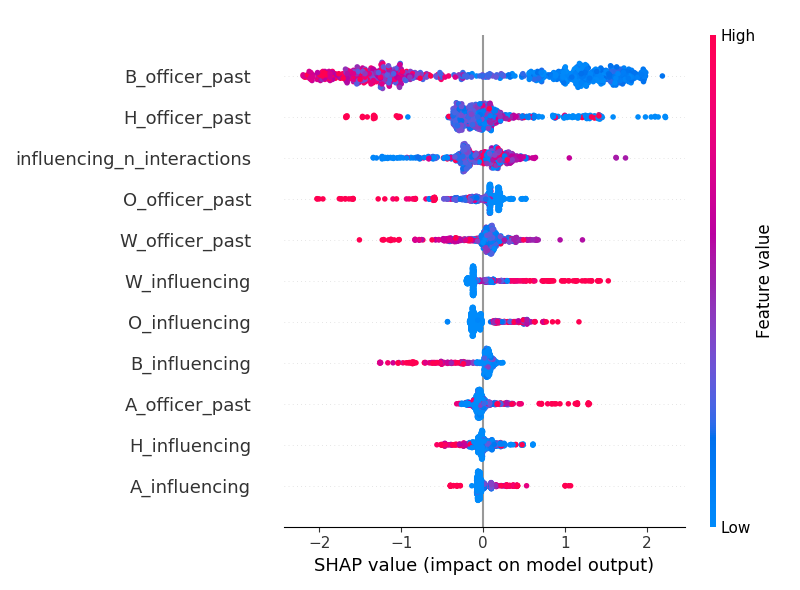 High
B_officer_past
H_officer_past
influencing_n_interactions
O_officer_past
W_officer_past
W_influencing
O_influencing
B_influencing
A_officer_past
H_influencing
A_influencing
Feature value
Low
−2 −1 0 1 2
SHAP value (impact on model output)